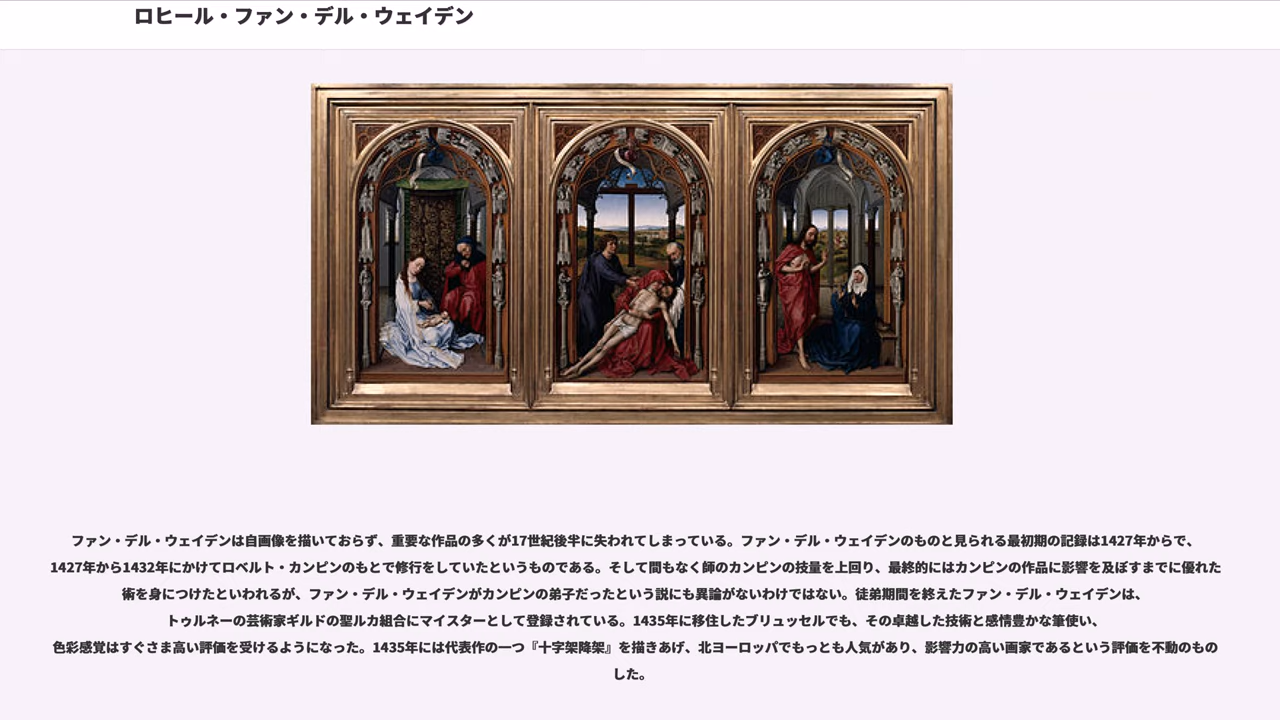 ロヒール・ファン・デル・ウェイデン
ファン・デル・ウェイデンは自画像を描いておらず、重要な作品の多くが17世紀後半に失われてしまっている。ファン・デル・ウェイデンのものと見られる最初期の記録は1427年からで、
1427年から1432年にかけてロベルト・カンピンのもとで修行をしていたというものである。そして間もなく師のカンピンの技量を上回り、最終的にはカンピンの作品に影響を及ぼすまでに優れた
術を身につけたといわれるが、ファン・デル・ウェイデンがカンピンの弟子だったという説にも異論がないわけではない。徒弟期間を終えたファン・デル・ウェイデンは、
トゥルネーの芸術家ギルドの聖ルカ組合にマイスターとして登録されている。1435年に移住したブリュッセルでも、その卓越した技術と感情豊かな筆使い、
色彩感覚はすぐさま高い評価を受けるようになった。1435年には代表作の一つ『十字架降架』を描きあげ、北ヨーロッパでもっとも人気があり、影響力の高い画家であるという評価を不動のもの
した。